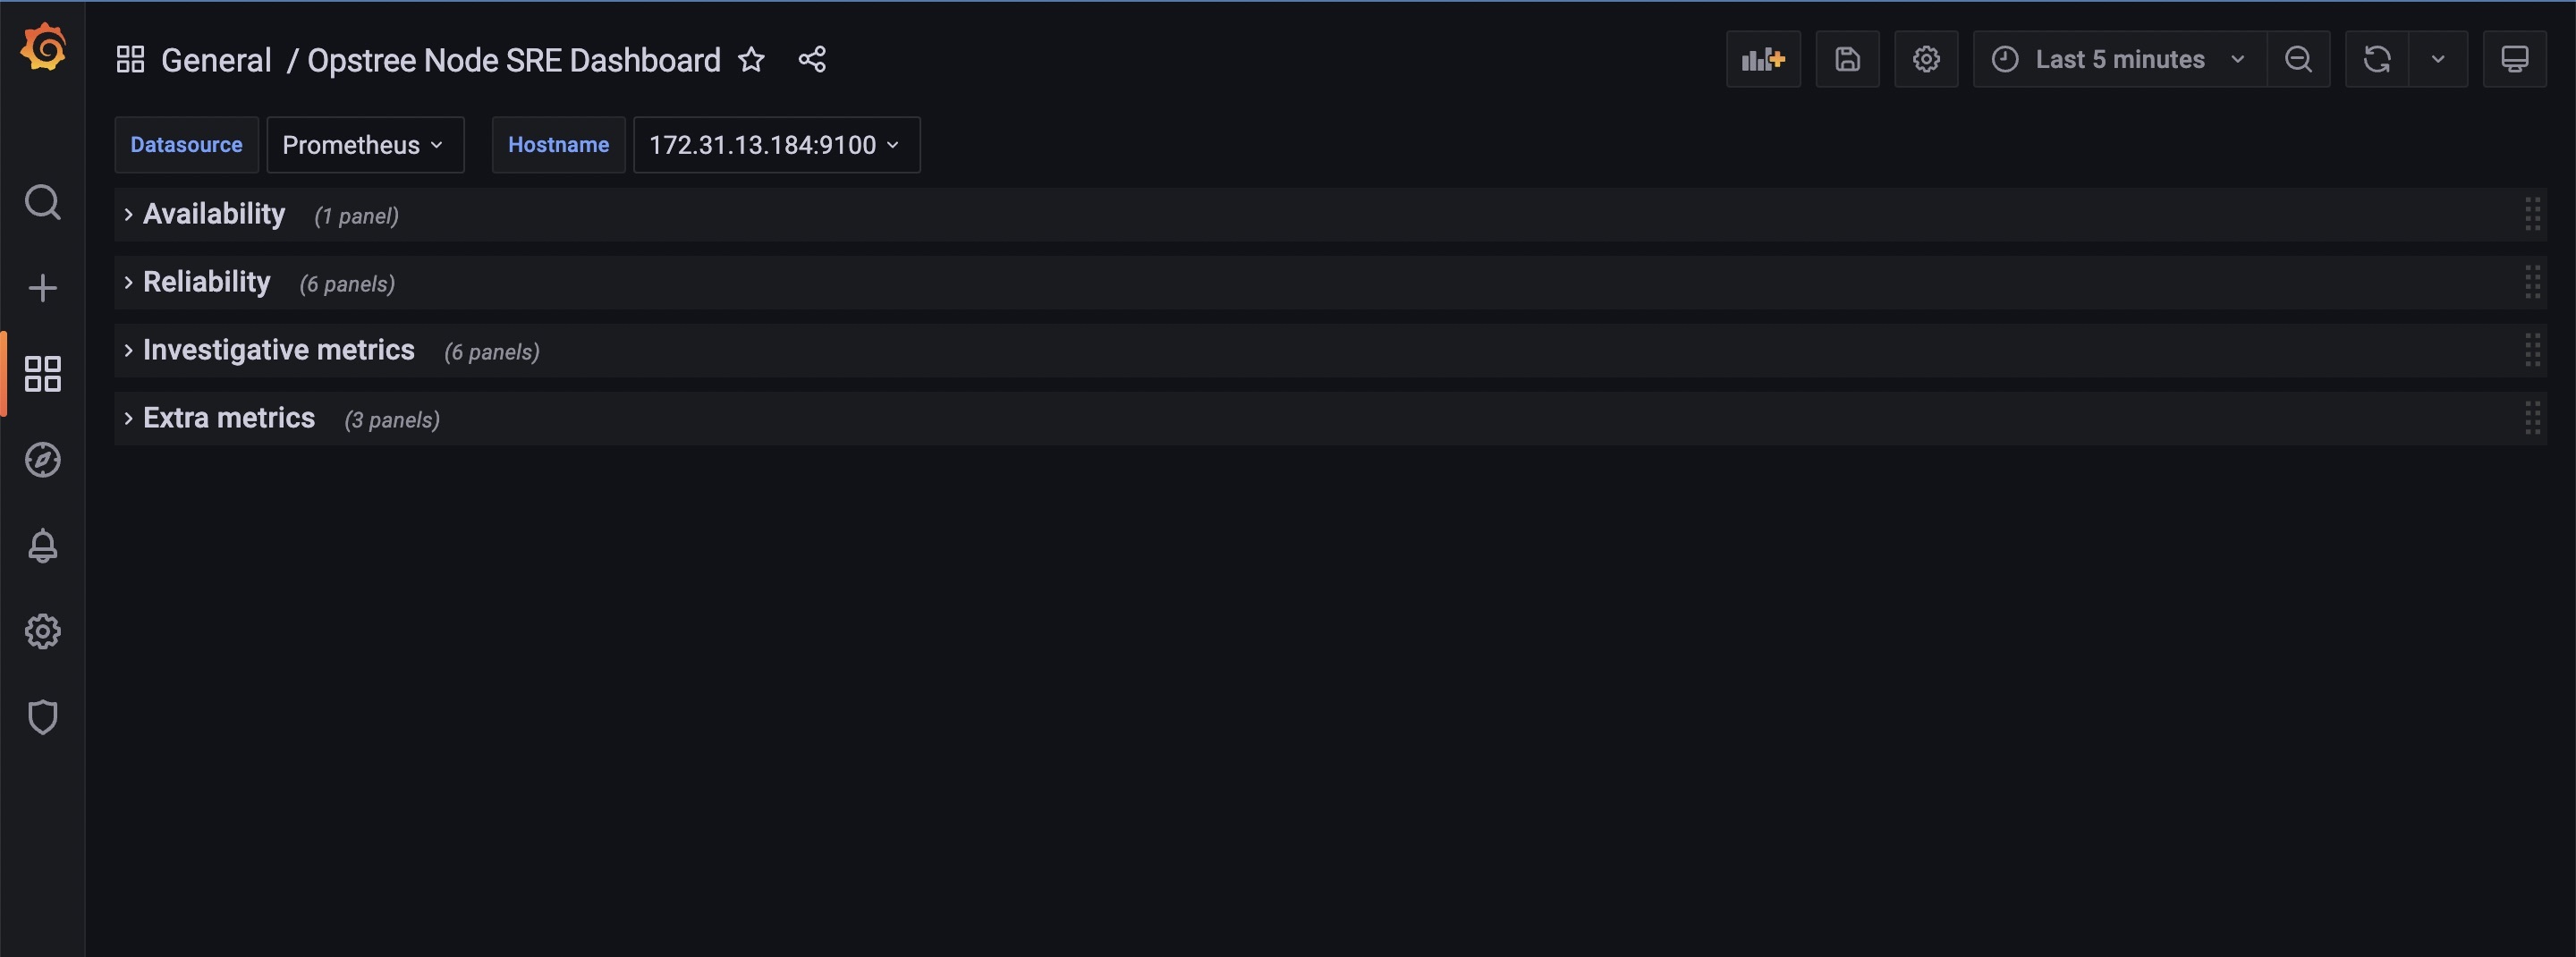 General / Opstree Node SRE Dashboard
Last 5 minutes
Datasource Prometheus Hostname 172.31.13.184:9100
Availability (1 panel)
Reliability (6 panels)
Investigative metrics (6 panels)
Extra metrics (3 panels)